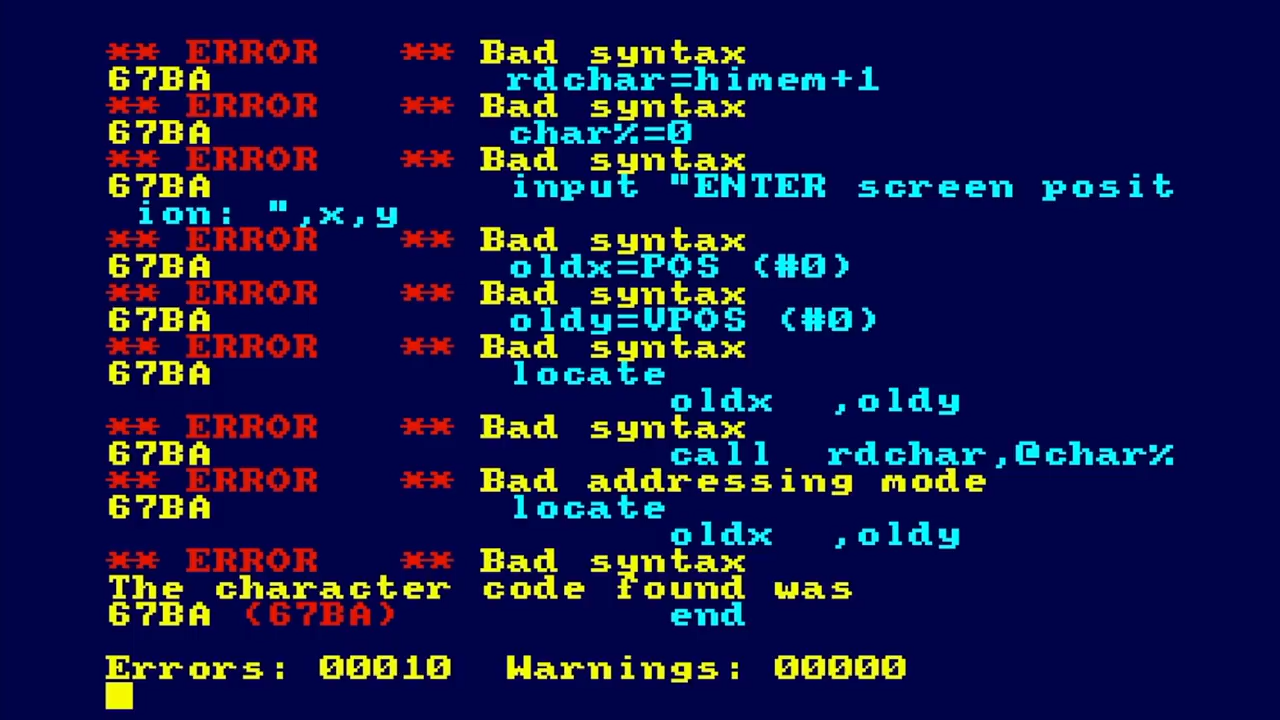 ** ERROR ** Bad syntax
67BA rdchar=himem+1
** ERROR ** Bad syntax
67BA char%=0
** ERROR ** Bad syntax
67BA input "ENTER screen posit
ion: ",x,y
** ERROR ** Bad syntax
67BA oldx=POS (#0)
** ERROR ** Bad syntax
67BA oldy=VPOS (#0)
** ERROR ** Bad syntax
67BA locate
oldx ,oldy
** ERROR ** Bad syntax
67BA call rdchar,@char%
** ERROR ** Bad addressing mode
67BA locate
oldx ,oldy
** ERROR ** Bad syntax
The character code found was
67BA (67BA) end
Errors: 00010 Warnings: 00000